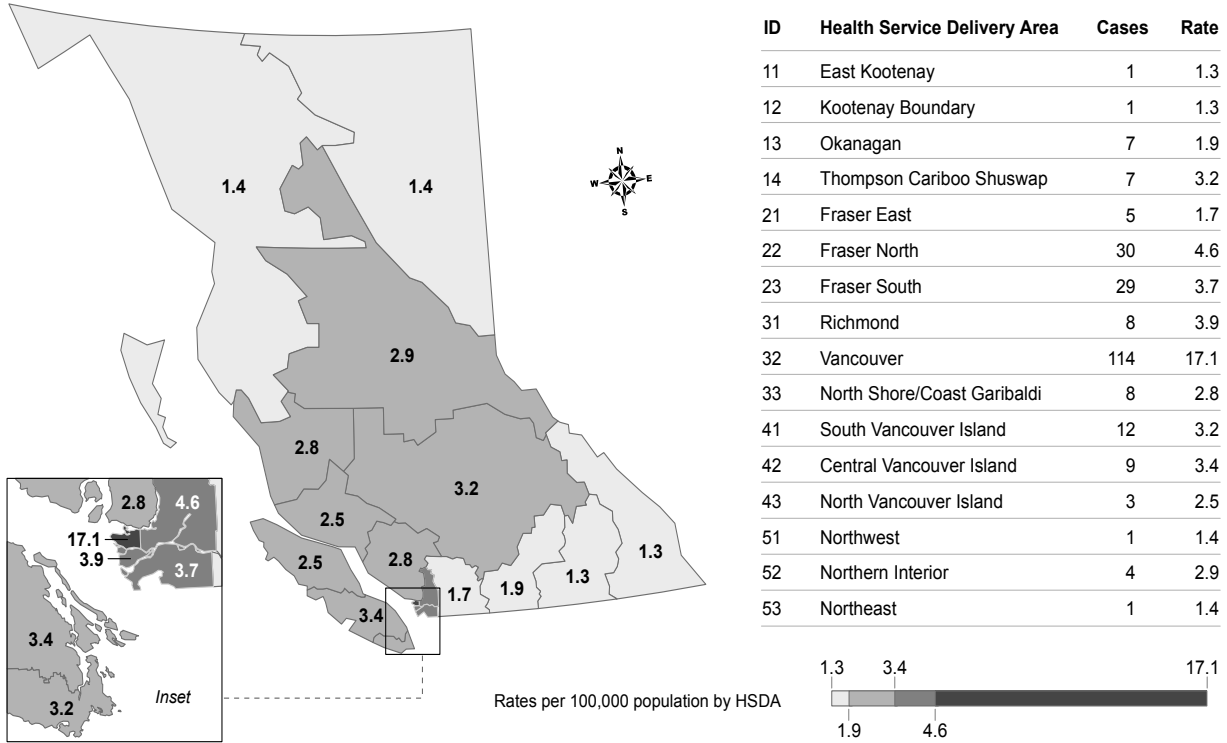 1.4
1.4
N
W E
S
2.9
2.8
3.2
2.5
2.5
2.8
1.3
1.3
1.9
1.7
3.4
2.8
4.6
17.1
3.9
3.7
3.4
3.2
Inset
ID Health Service Delivery Area Cases Rate
11 East Kootenay 1 1.3
12 Kootenay Boundary 1 1.3
13 Okanagan 7 1.9
14 Thompson Cariboo Shuswap 7 3.2
21 Fraser East 5 1.7
22 Fraser North 30 4.6
23 Fraser South 29 3.7
31 Richmond 8 3.9
32 Vancouver 114 17.1
33 North Shore/Coast Garibaldi 8 2.8
41 South Vancouver Island 12 3.2
42 Central Vancouver Island 9 3.4
43 North Vancouver Island 3 2.5
51 Northwest 1 1.4
52 Northern Interior 4 2.9
53 Northeast 1 1.4
Rates per 100,000 population by HSDA
1.3 3.4 17.1
1.9 4.6